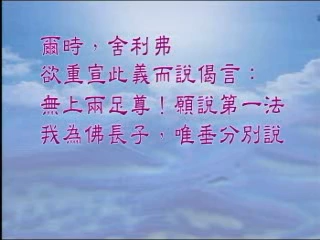 爾時，舍利弗
欲重宣此義而說偈言：
無上兩足尊！願說第一法
我為佛長子，唯垂分別說